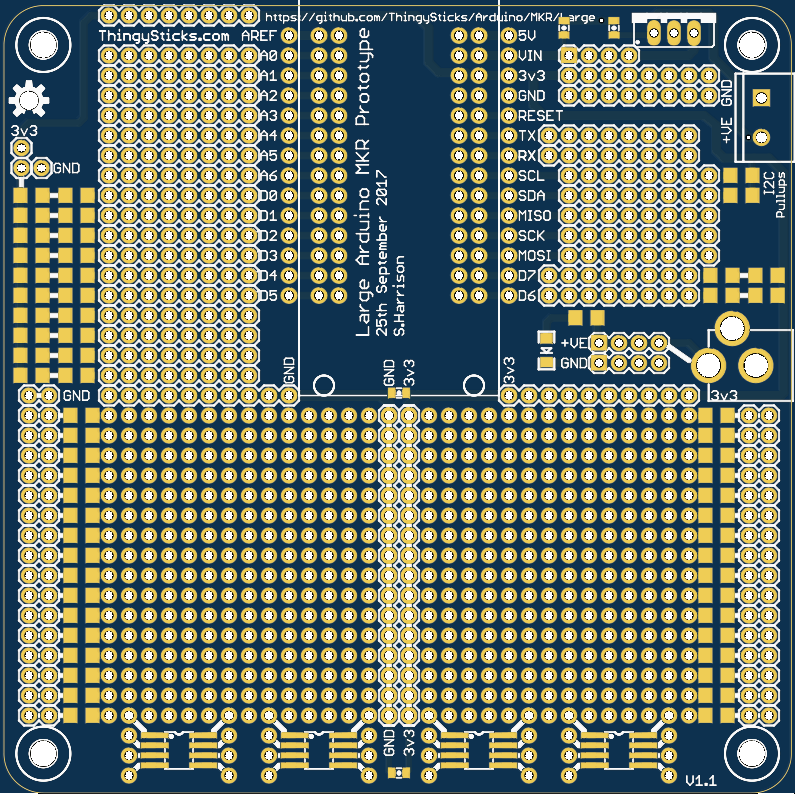 https://github.com/ThingySticks/Arduino/MKR/Large
ThingySticks.com
AREF
A0
A1
A2
A3
A4
A5
A6
D0
D1
D2
D3
D4
D5
5V
VIN
3v3
GND
RESET
TX
RX
SCL
SDA
MISO
SCK
MOSI
D7
D6
Large Arduino MKR Prototype
25th September 2017
S.Harrison
3v3
GND
+VE GND
I2C
Pullups
+VE
GND
GND
GND
3v3
3v3
GND
3v3
GND
3v3
V1.1